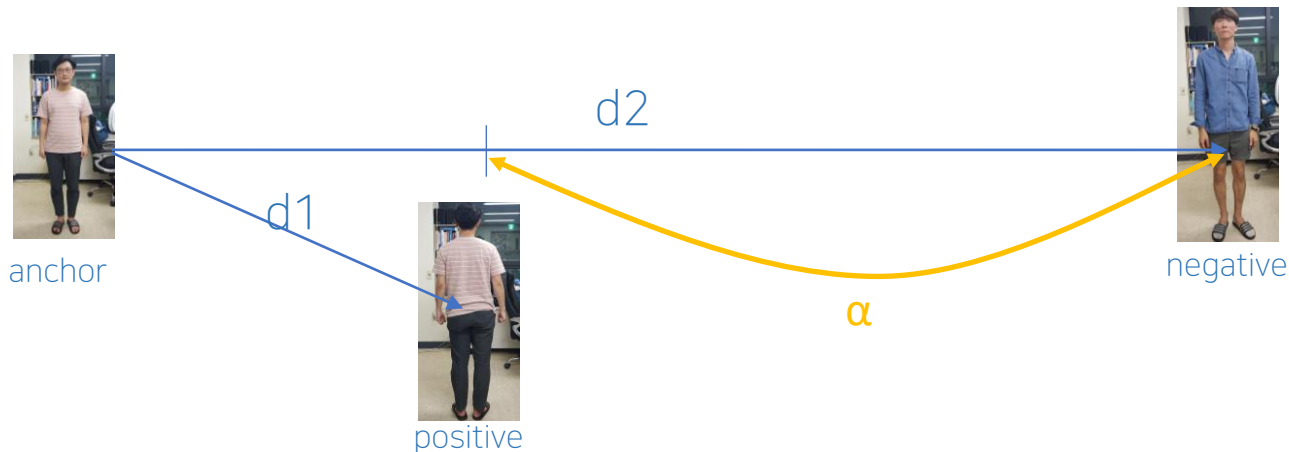 d2
d1
anchor
negative
α
positive